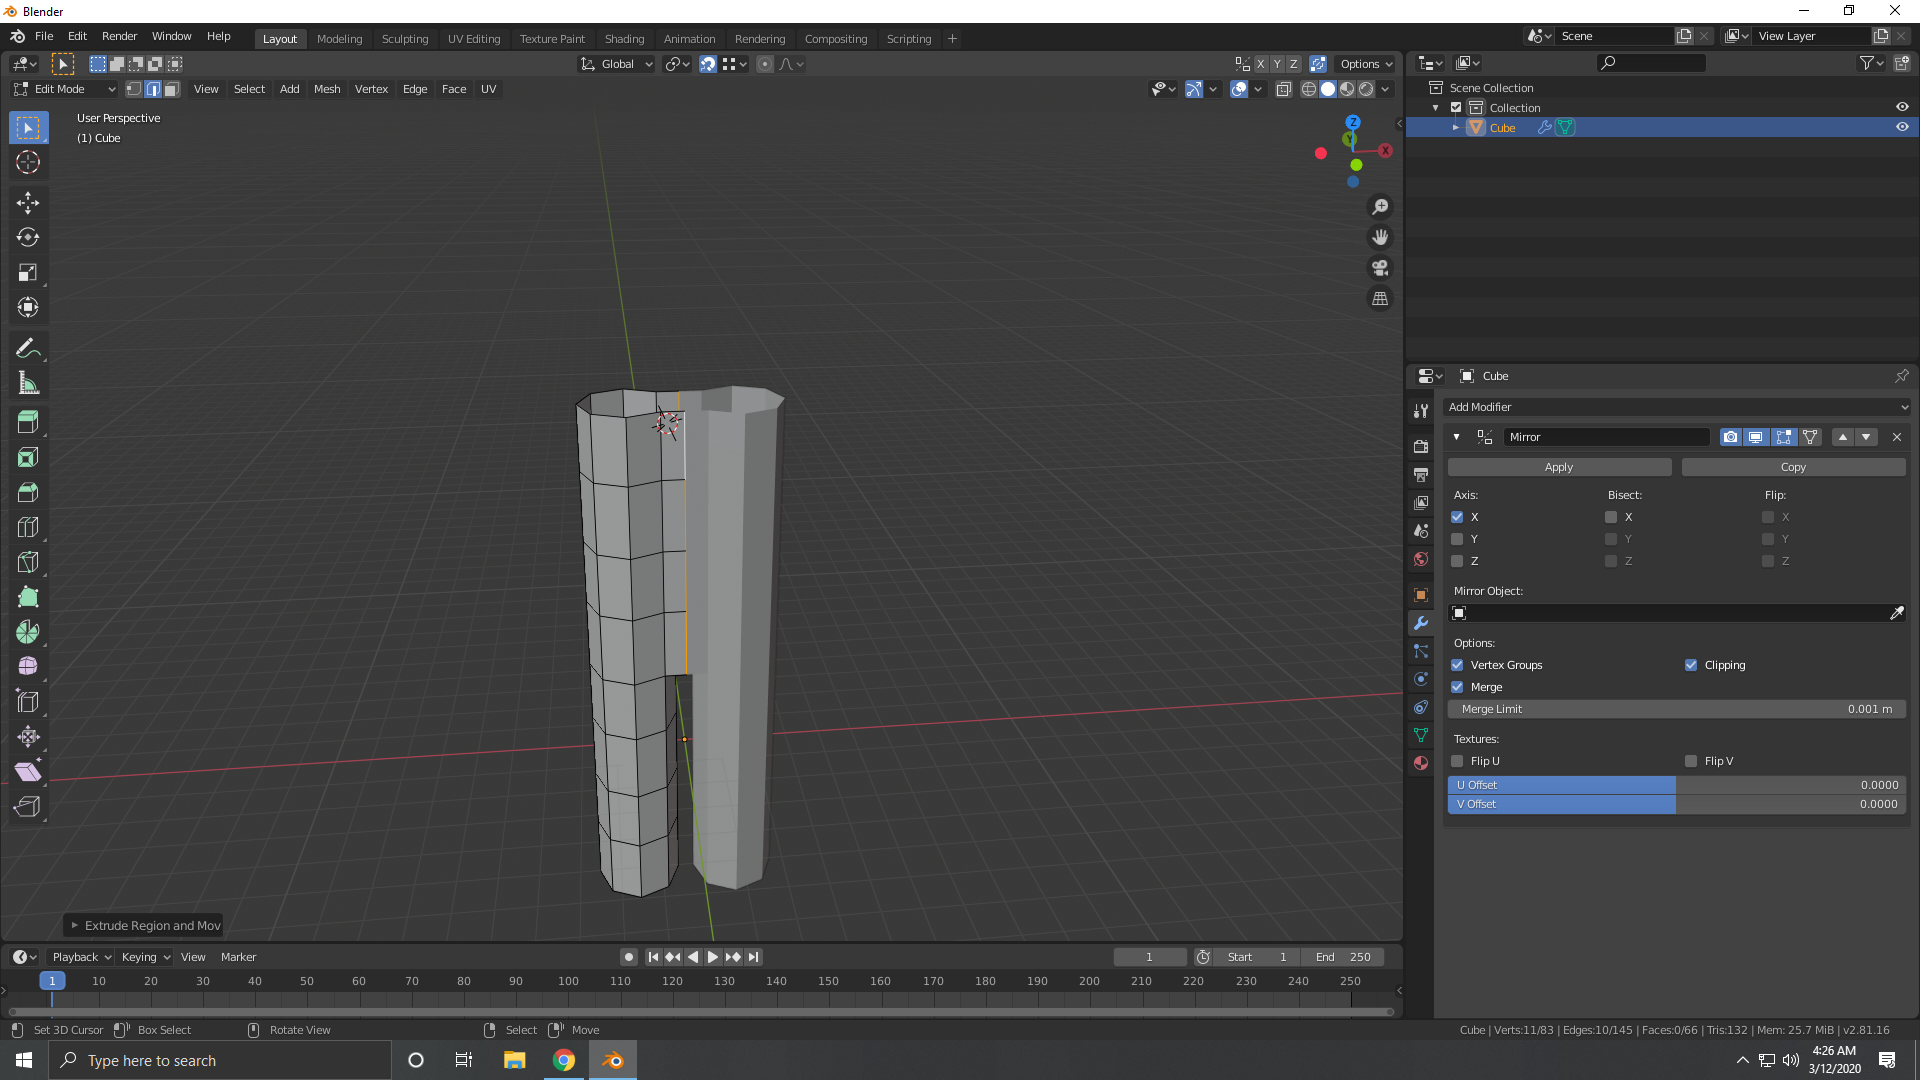 Blender
File Edit Render Window Help
Layout Modeling Sculpting UV Editing Texture Paint Shading Animation Rendering Compositing Scripting +
Scene
View Layer
Global
X Y Z
Options
Edit Mode
View Select Add Mesh Vertex Edge Face UV
User Perspective
(1) Cube
Z
Y
X
Scene Collection
Collection
Cube
Cube
Add Modifier
Mirror
Apply
Copy
Axis: Bisect: Flip:
X X X
Y Y Y
Z Z Z
Mirror Object:
Options:
Vertex Groups
Clipping
Merge
Merge Limit 0.001 m
Textures:
Flip U
Flip V
U Offset 0.0000
V Offset 0.0000
Extrude Region and Mov
Playback Keying View Marker
1
Start 1
End 250
1 10 20 30 40 50 60 70 80 90 100 110 120 130 140 150 160 170 180 190 200 210 220 230 240 250
Set 3D Cursor
Box Select
Rotate View
Select
Move
Cube | Verts:11/83 | Edges:10/145 | Faces:0/66 | Tris:132 | Mem: 25.7 MiB | v2.81.16
Type here to search
4:26 AM
3/12/2020